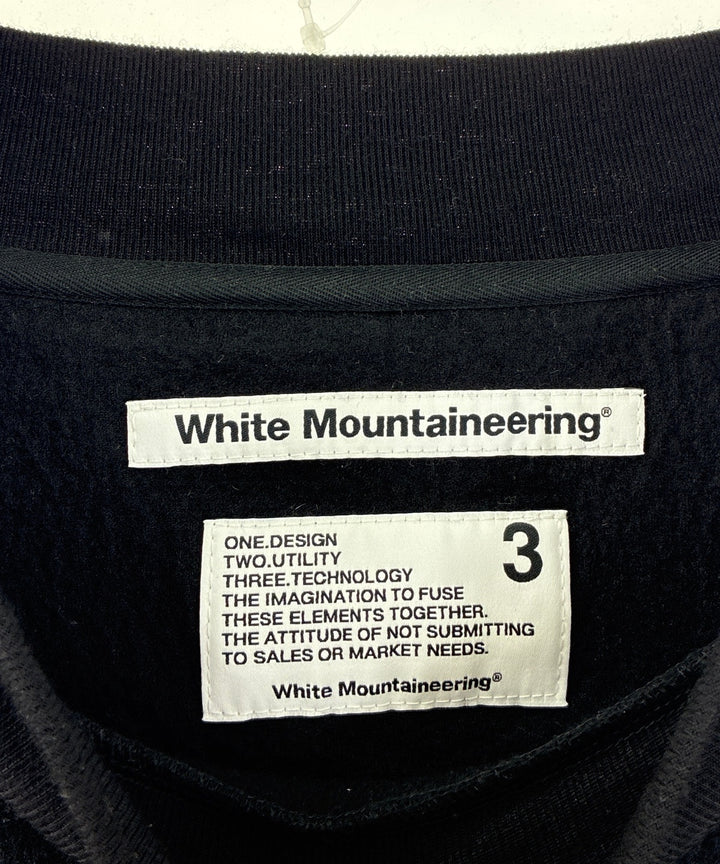 White Mountaineering®
ONE.DESIGN
3
TWO.UTILITY
THREE.TECHNOLOGY
THE IMAGINATION TO FUSE
THESE ELEMENTS TOGETHER.
THE ATTITUDE OF NOT SUBMITTING
TO SALES OR MARKET NEEDS.
White Mountaineering®